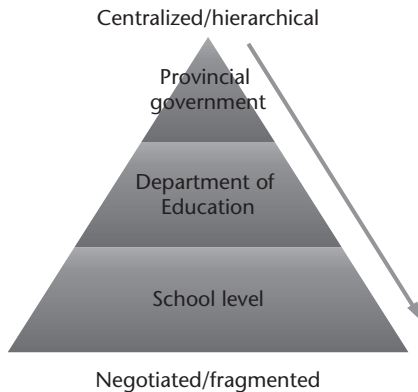 Centralized/hierarchical
Provincial
government
Department of
Education
School level
Negotiated/fragmented